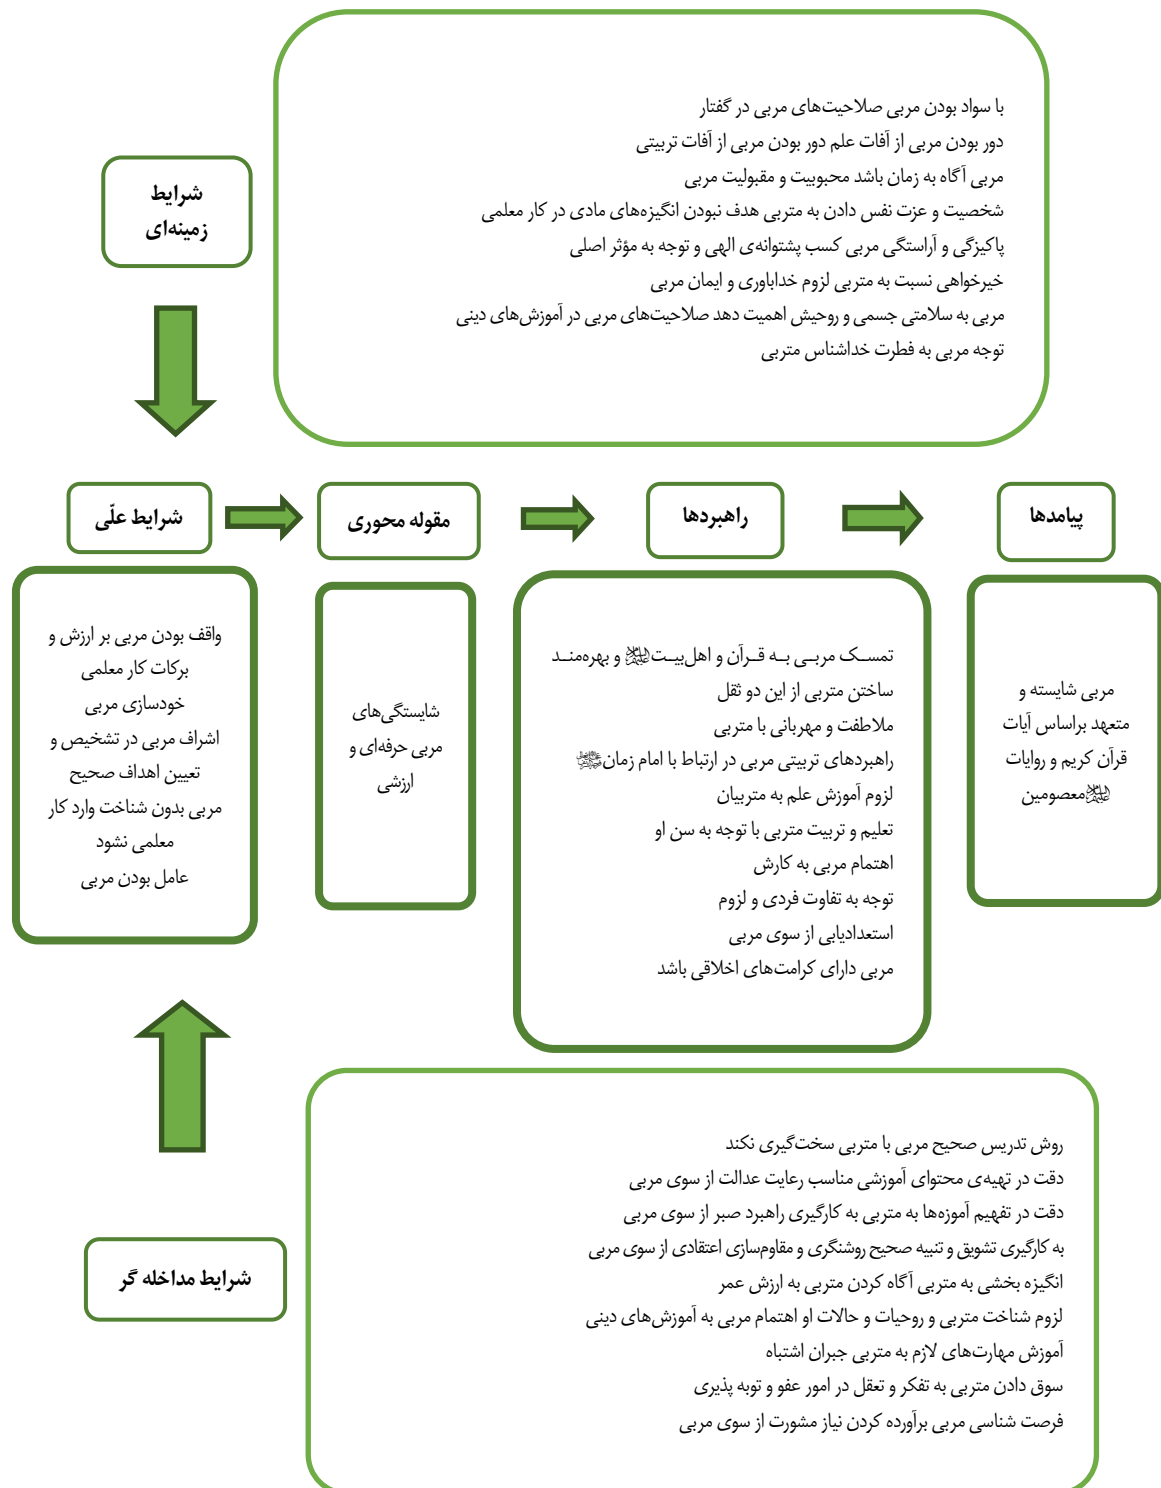 با سواد بودن مربی صلاحیت‌های مربی در گفتار
دور بودن مربی از آفات علم دور بودن مربی از آفات تربیتی
مربی آگاه به زمان باشد محبوبیت و مقبولیت مربی
شخصیت و عزت نفس دادن به متربی هدف نبودن انگیزه‌های مادی در کار معلمی
پاکیزگی و آراستگی مربی کسب پشتوانه‌ی الهی و توجه به مؤثر اصلی
خیرخواهی نسبت به متربی لزوم خداباوری و ایمان مربی
مربی به سلامتی جسمی و روحیش اهمیت دهد صلاحیت‌های مربی در آموزش‌های دینی
توجه مربی به فطرت خداشناس متربی
شرایط
زمینه‌ای
پیامدها
راهبردها
مقوله محوری
شرایط علّی
مربی شایسته و
متعهد براساس آیات
قرآن کریم و روایات
علیهم‌السلام معصومین
تمسـک مربـی بـه قـرآن و اهل‌بیـت علیهم‌السلام و بهره‌منـد
ساختن متربی از این دو ثقل
ملاطفت و مهربانی با متربی
راهبردهای تربیتی مربی در ارتباط با امام زمان
لزوم آموزش علم به متربیان
تعلیم و تربیت متربی با توجه به سن او
اهتمام مربی به کارش
توجه به تفاوت فردی و لزوم
استعدادیابی از سوی مربی
مربی دارای کرامت‌های اخلاقی باشد
شایستگی‌های
مربی حرفه‌ای و
ارزشی
واقف بودن مربی بر ارزش و
برکات کار معلمی
خودسازی مربی
اشراف مربی در تشخیص و
تعیین اهداف صحیح
مربی بدون شناخت وارد کار
معلمی نشود
عامل بودن مربی
روش تدریس صحیح مربی با متربی سخت‌گیری نکند
دقت در تهیه‌ی محتوای آموزشی مناسب رعایت عدالت از سوی مربی
دقت در تفهیم آموزه‌ها به متربی به کارگیری راهبرد صبر از سوی مربی
به کارگیری تشویق و تنبیه صحیح روشنگری و مقاوم‌سازی اعتقادی از سوی مربی
انگیزه بخشی به متربی آگاه کردن متربی به ارزش عمر
لزوم شناخت متربی و روحیات و حالات او اهتمام مربی به آموزش‌های دینی
آموزش مهارت‌های لازم به متربی جبران اشتباه
سوق دادن متربی به تفکر و تعقل در امور عفو و توبه پذیری
فرصت شناسی مربی برآورده کردن نیاز مشورت از سوی مربی
شرایط مداخله گر